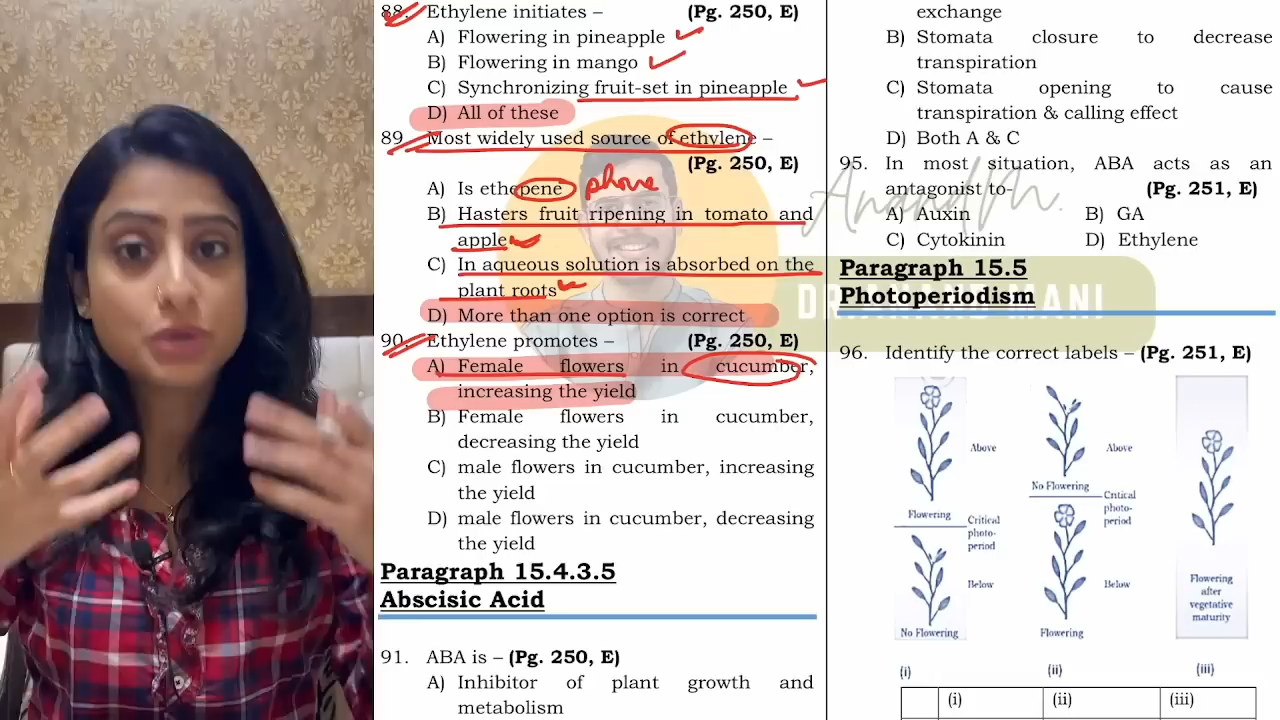 88. Ethylene initiates – (Pg. 250, E)
A) Flowering in pineapple
B) Flowering in mango
C) Synchronizing fruit-set in pineapple
D) All of these
89. Most widely used source of ethylene –
(Pg. 250, E)
A) Is ethepene phone
B) Hasters fruit ripening in tomato and
apple
C) In aqueous solution is absorbed on the
plant roots
D) More than one option is correct
90. Ethylene promotes – (Pg. 250, E)
A) Female flowers in cucumber,
increasing the yield
B) Female flowers in cucumber,
decreasing the yield
C) male flowers in cucumber, increasing
the yield
D) male flowers in cucumber, decreasing
the yield
Paragraph 15.4.3.5
Abscisic Acid
91. ABA is – (Pg. 250, E)
A) Inhibitor of plant growth and
metabolism
exchange
B) Stomata closure to decrease
transpiration
C) Stomata opening to cause
transpiration & calling effect
D) Both A & C
95. In most situation, ABA acts as an
antagonist to- (Pg. 251, E)
A) Auxin B) GA
C) Cytokinin D) Ethylene
Anand M.
Paragraph 15.5
Photoperiodism
96. Identify the correct labels – (Pg. 251, E)
Above
Flowering
Critical
photo-
period
Below
No Flowering
(i)
Above
No Flowering
Critical
photo-
period
Below
Flowering
(ii)
Flowering
after
vegetative
maturity
(iii)
(i) (ii) (iii)